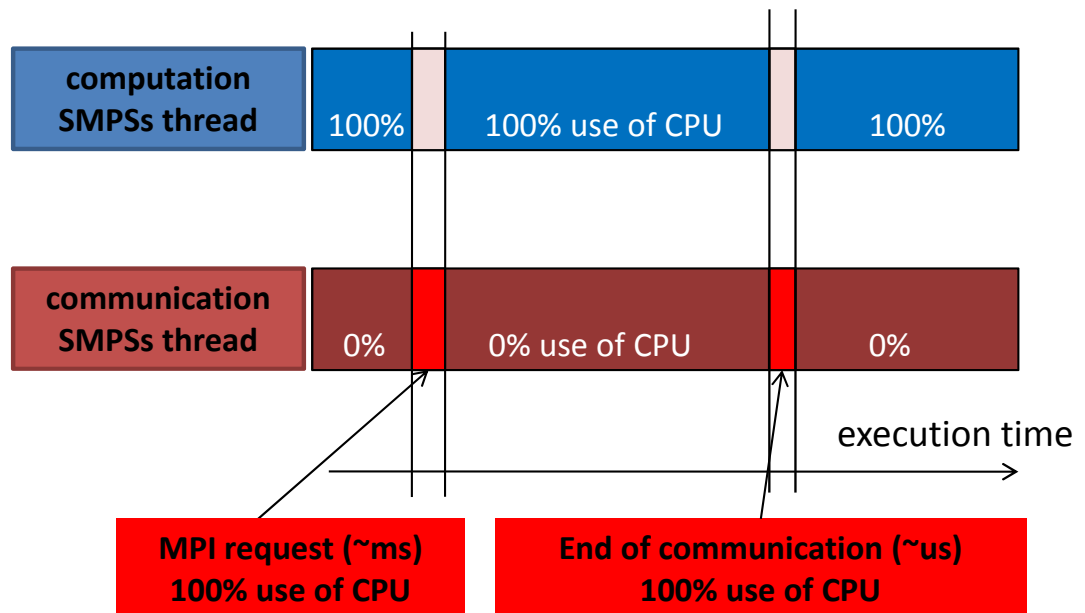 computation
SMPSs thread
100%
100% use of CPU
100%
communication
SMPSs thread
0%
0% use of CPU
0%
execution time
MPI request (~ms)
100% use of CPU
End of communication (~us)
100% use of CPU